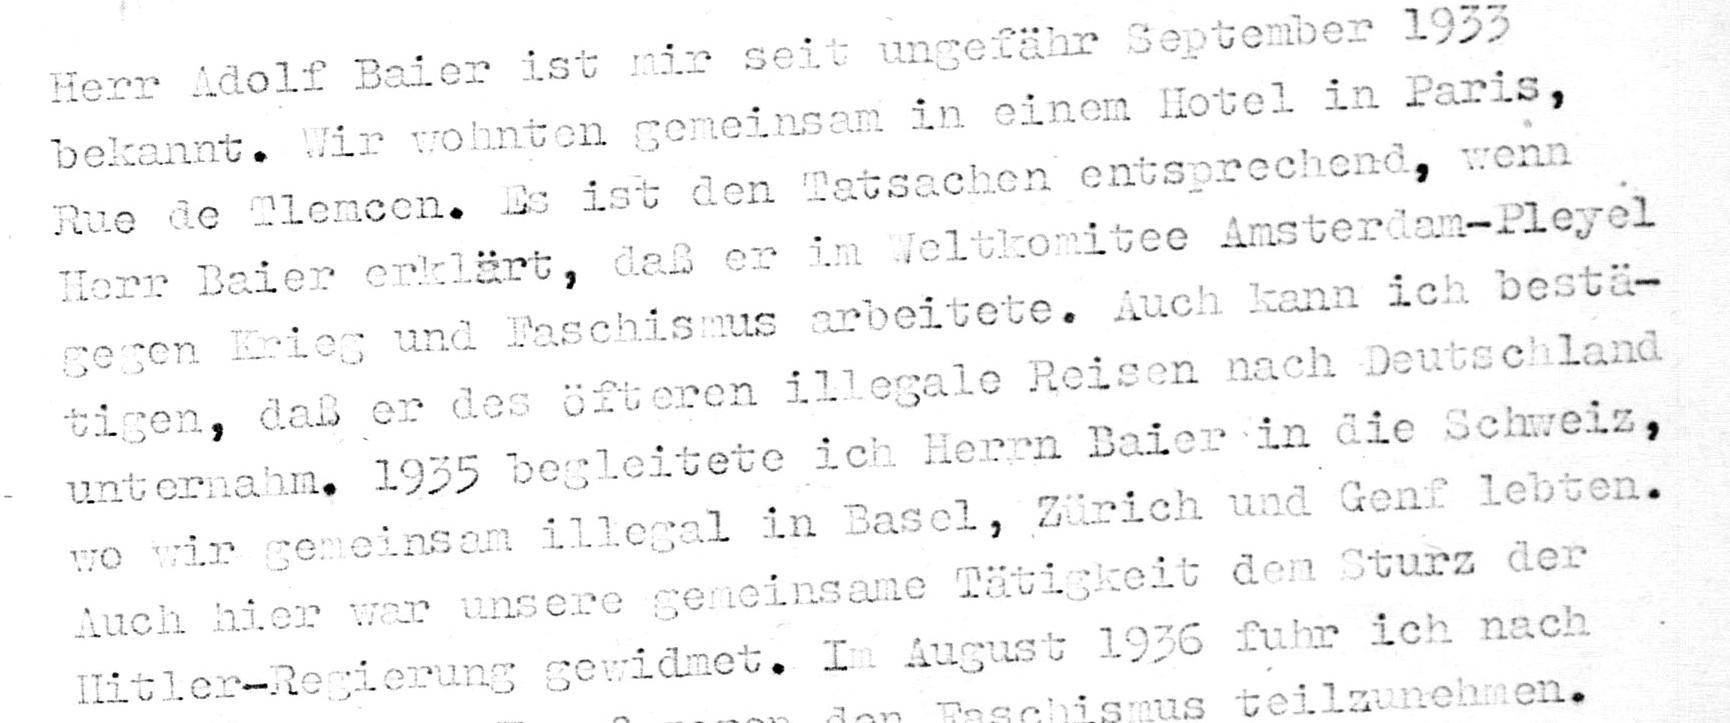 Herr Adolf Baier ist mir seit ungefähr September 1933
bekannt. Wir wohnten gemeinsam in einem Hotel in Paris,
Rue de Tlemcen. Es ist den Tatsachen entsprechend, wenn
Herr Baier erklärt, daß er im Weltkomitee Amsterdam-Pleyel
gegen Krieg und Faschismus arbeitete. Auch kann ich bestä-
tigen, daß er des öfteren illegale Reisen nach Deutschland
unternahm. 1935 begleitete ich Herrn Baier in die Schweiz,
wo wir gemeinsam illegal in Basel, Zürich und Genf lebten.
Auch hier war unsere gemeinsame Tätigkeit dem Sturz der
Hitler-Regierung gewidmet. Im August 1936 fuhr ich nach
gegen den Faschismus teilzunehmen.